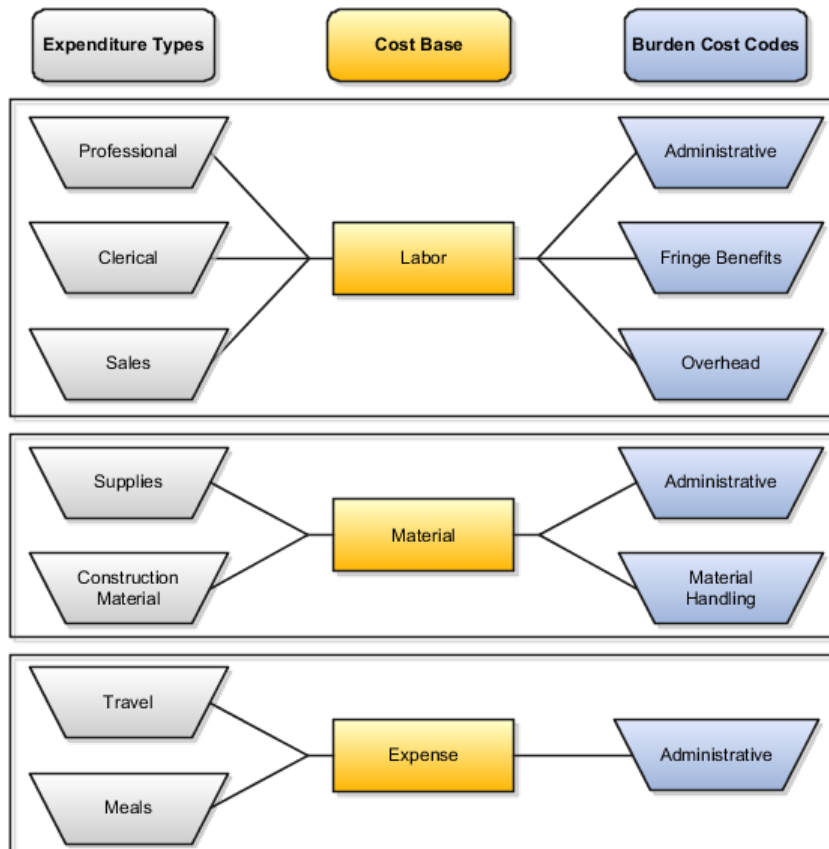 Expenditure Types
Cost Base
Burden Cost Codes
Professional
Clerical
Sales
Labor
Administrative
Fringe Benefits
Overhead
Supplies
Construction
Material
Material
Administrative
Material
Handling
Travel
Meals
Expense
Administrative